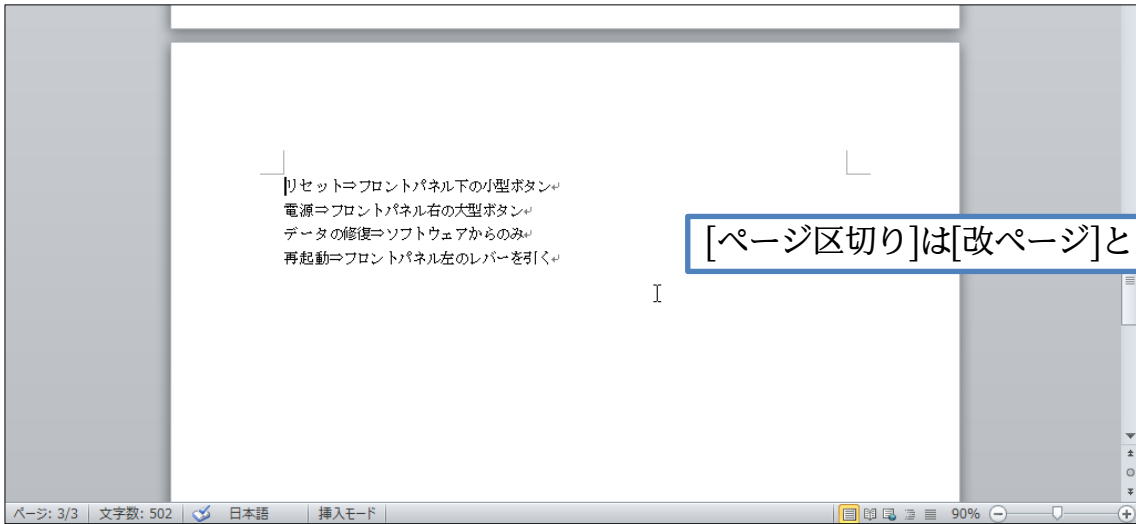 リセット⇒フロントパネル下の小型ボタン↵
電源⇒フロントパネル右の大型ボタン↵
データの修復⇒ソフトウェアからのみ↵
再起動⇒フロントパネル左のレバーを引く↵
[ページ区切り]は[改ページ]と
ページ: 3/3 文字数: 502 日本語 挿入モード 90%